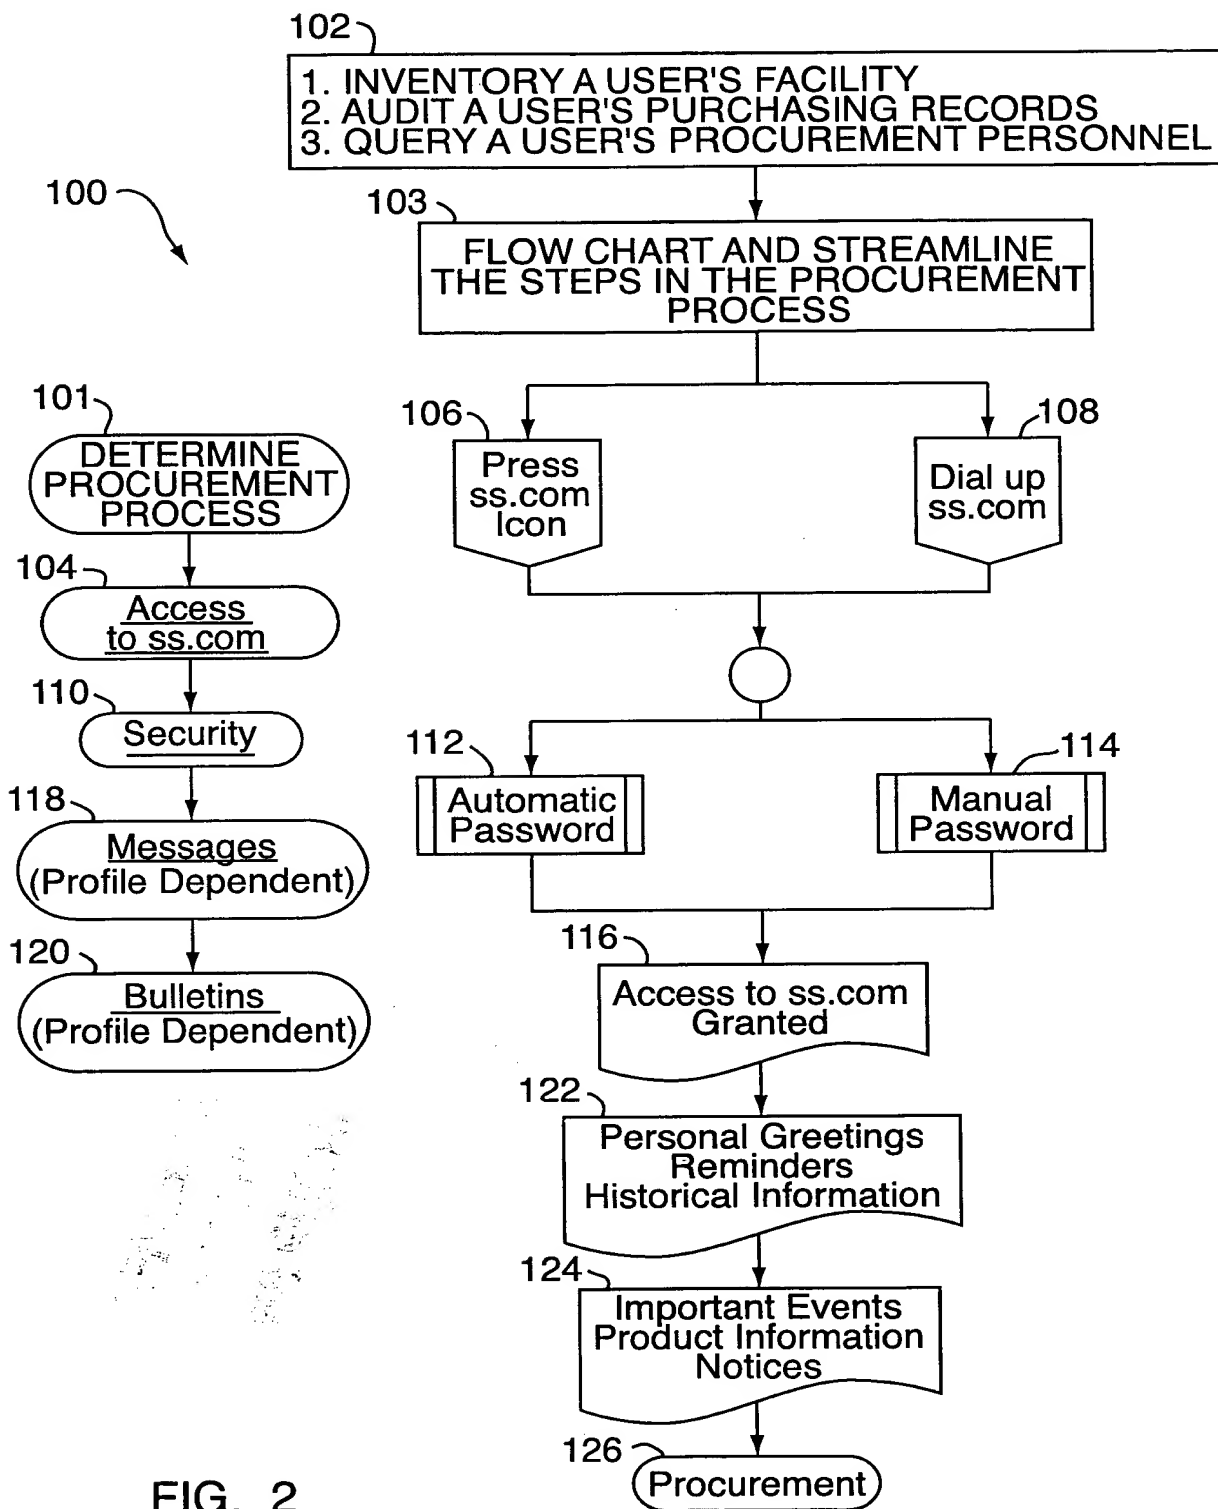 102
1. INVENTORY A USER'S FACILITY
2. AUDIT A USER'S PURCHASING RECORDS
3. QUERY A USER'S PROCUREMENT PERSONNEL
100
103
FLOW CHART AND STREAMLINE
THE STEPS IN THE PROCUREMENT
PROCESS
101
DETERMINE
PROCUREMENT
PROCESS
106
Press
ss.com
Icon
108
Dial up
ss.com
104
Access
to ss.com
110
Security
112
Automatic
Password
114
Manual
Password
118
Messages
(Profile Dependent)
116
Access to ss.com
Granted
120
Bulletins
(Profile Dependent)
122
Personal Greetings
Reminders
Historical Information
124
Important Events
Product Information
Notices
126
Procurement
FIG. 2